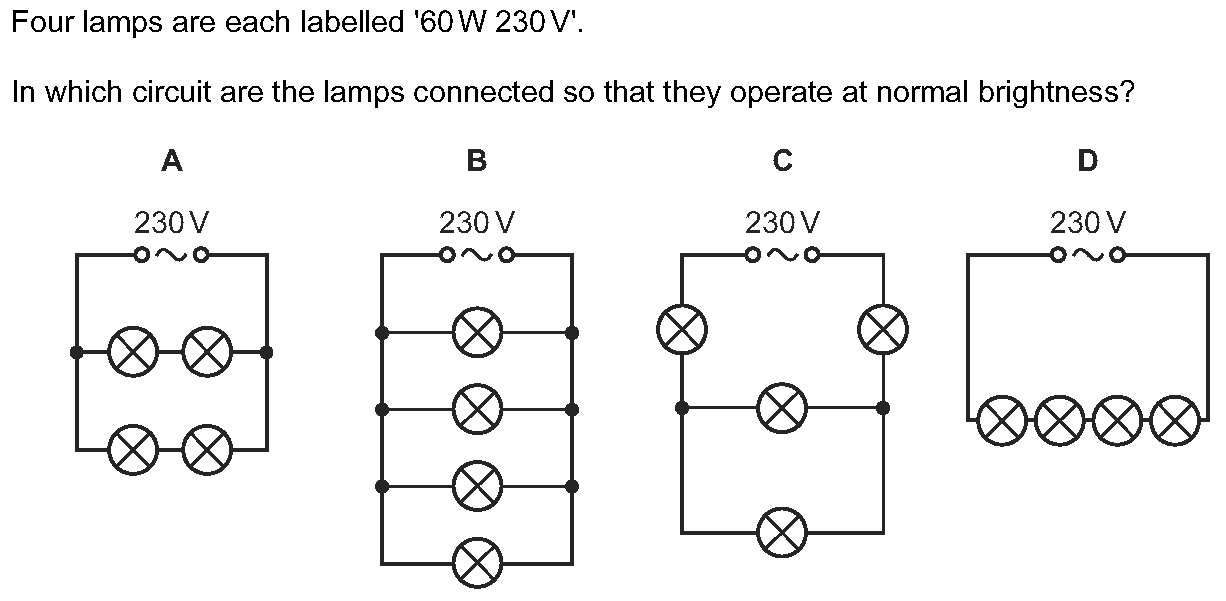 Four lamps are each labelled '60 W 230 V'.
In which circuit are the lamps connected so that they operate at normal brightness?
A B C D
230 V 230 V 230 V 230 V